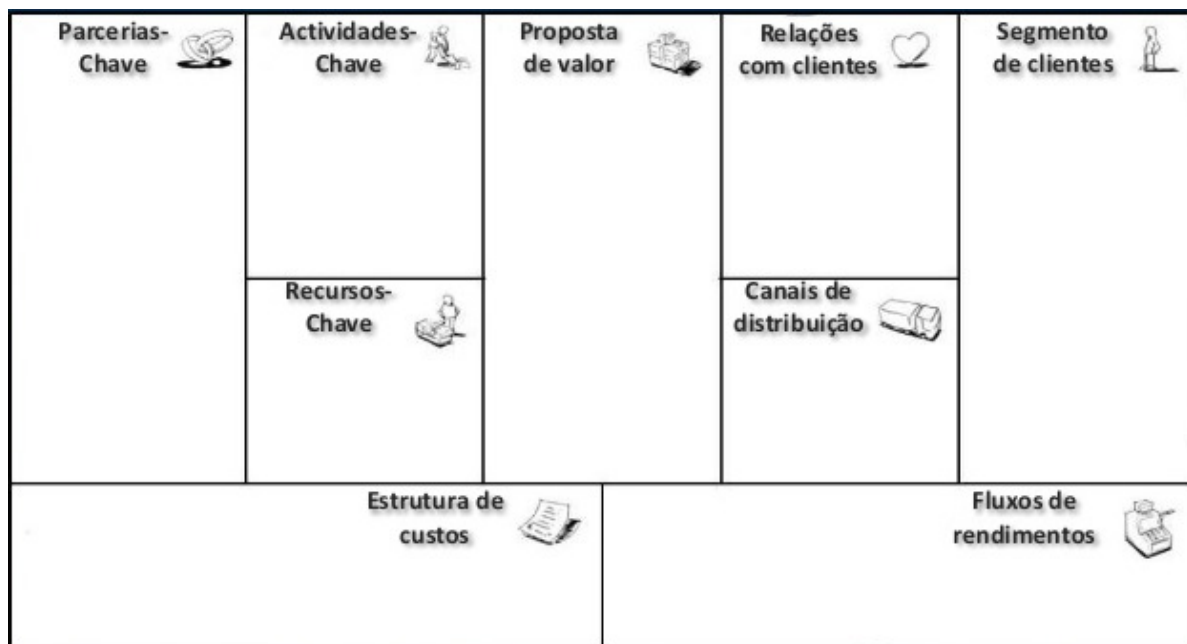 Parcerias-
Chave
Actividades-
Chave
Proposta
de valor
Relações
com clientes
Segmento
de clientes
Recursos-
Chave
Canais de
distribuição
Estrutura de
custos
Fluxos de
rendimentos